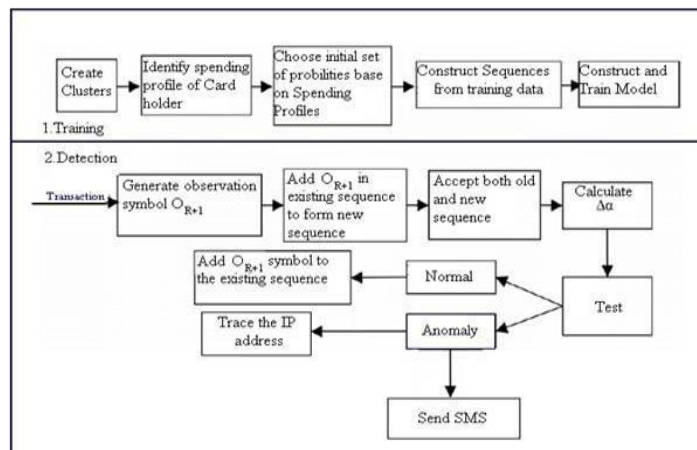 Create
Clusters
Identify spending
profile of Card
holder
Choose initial set
of probilities base
on Spending
Profiles
Construct Sequences
from training data
Construct and
Train Model
1.Training
2.Detection
Transaction
Generate observation
symbol O_R+1
Add O_R+1 in
existing sequence
to form new
sequence
Accept both old
and new
sequence
Calculate
Δα
Add O_R+1 symbol to
the existing sequence
Normal
Test
Trace the IP
address
Anomaly
Send SMS